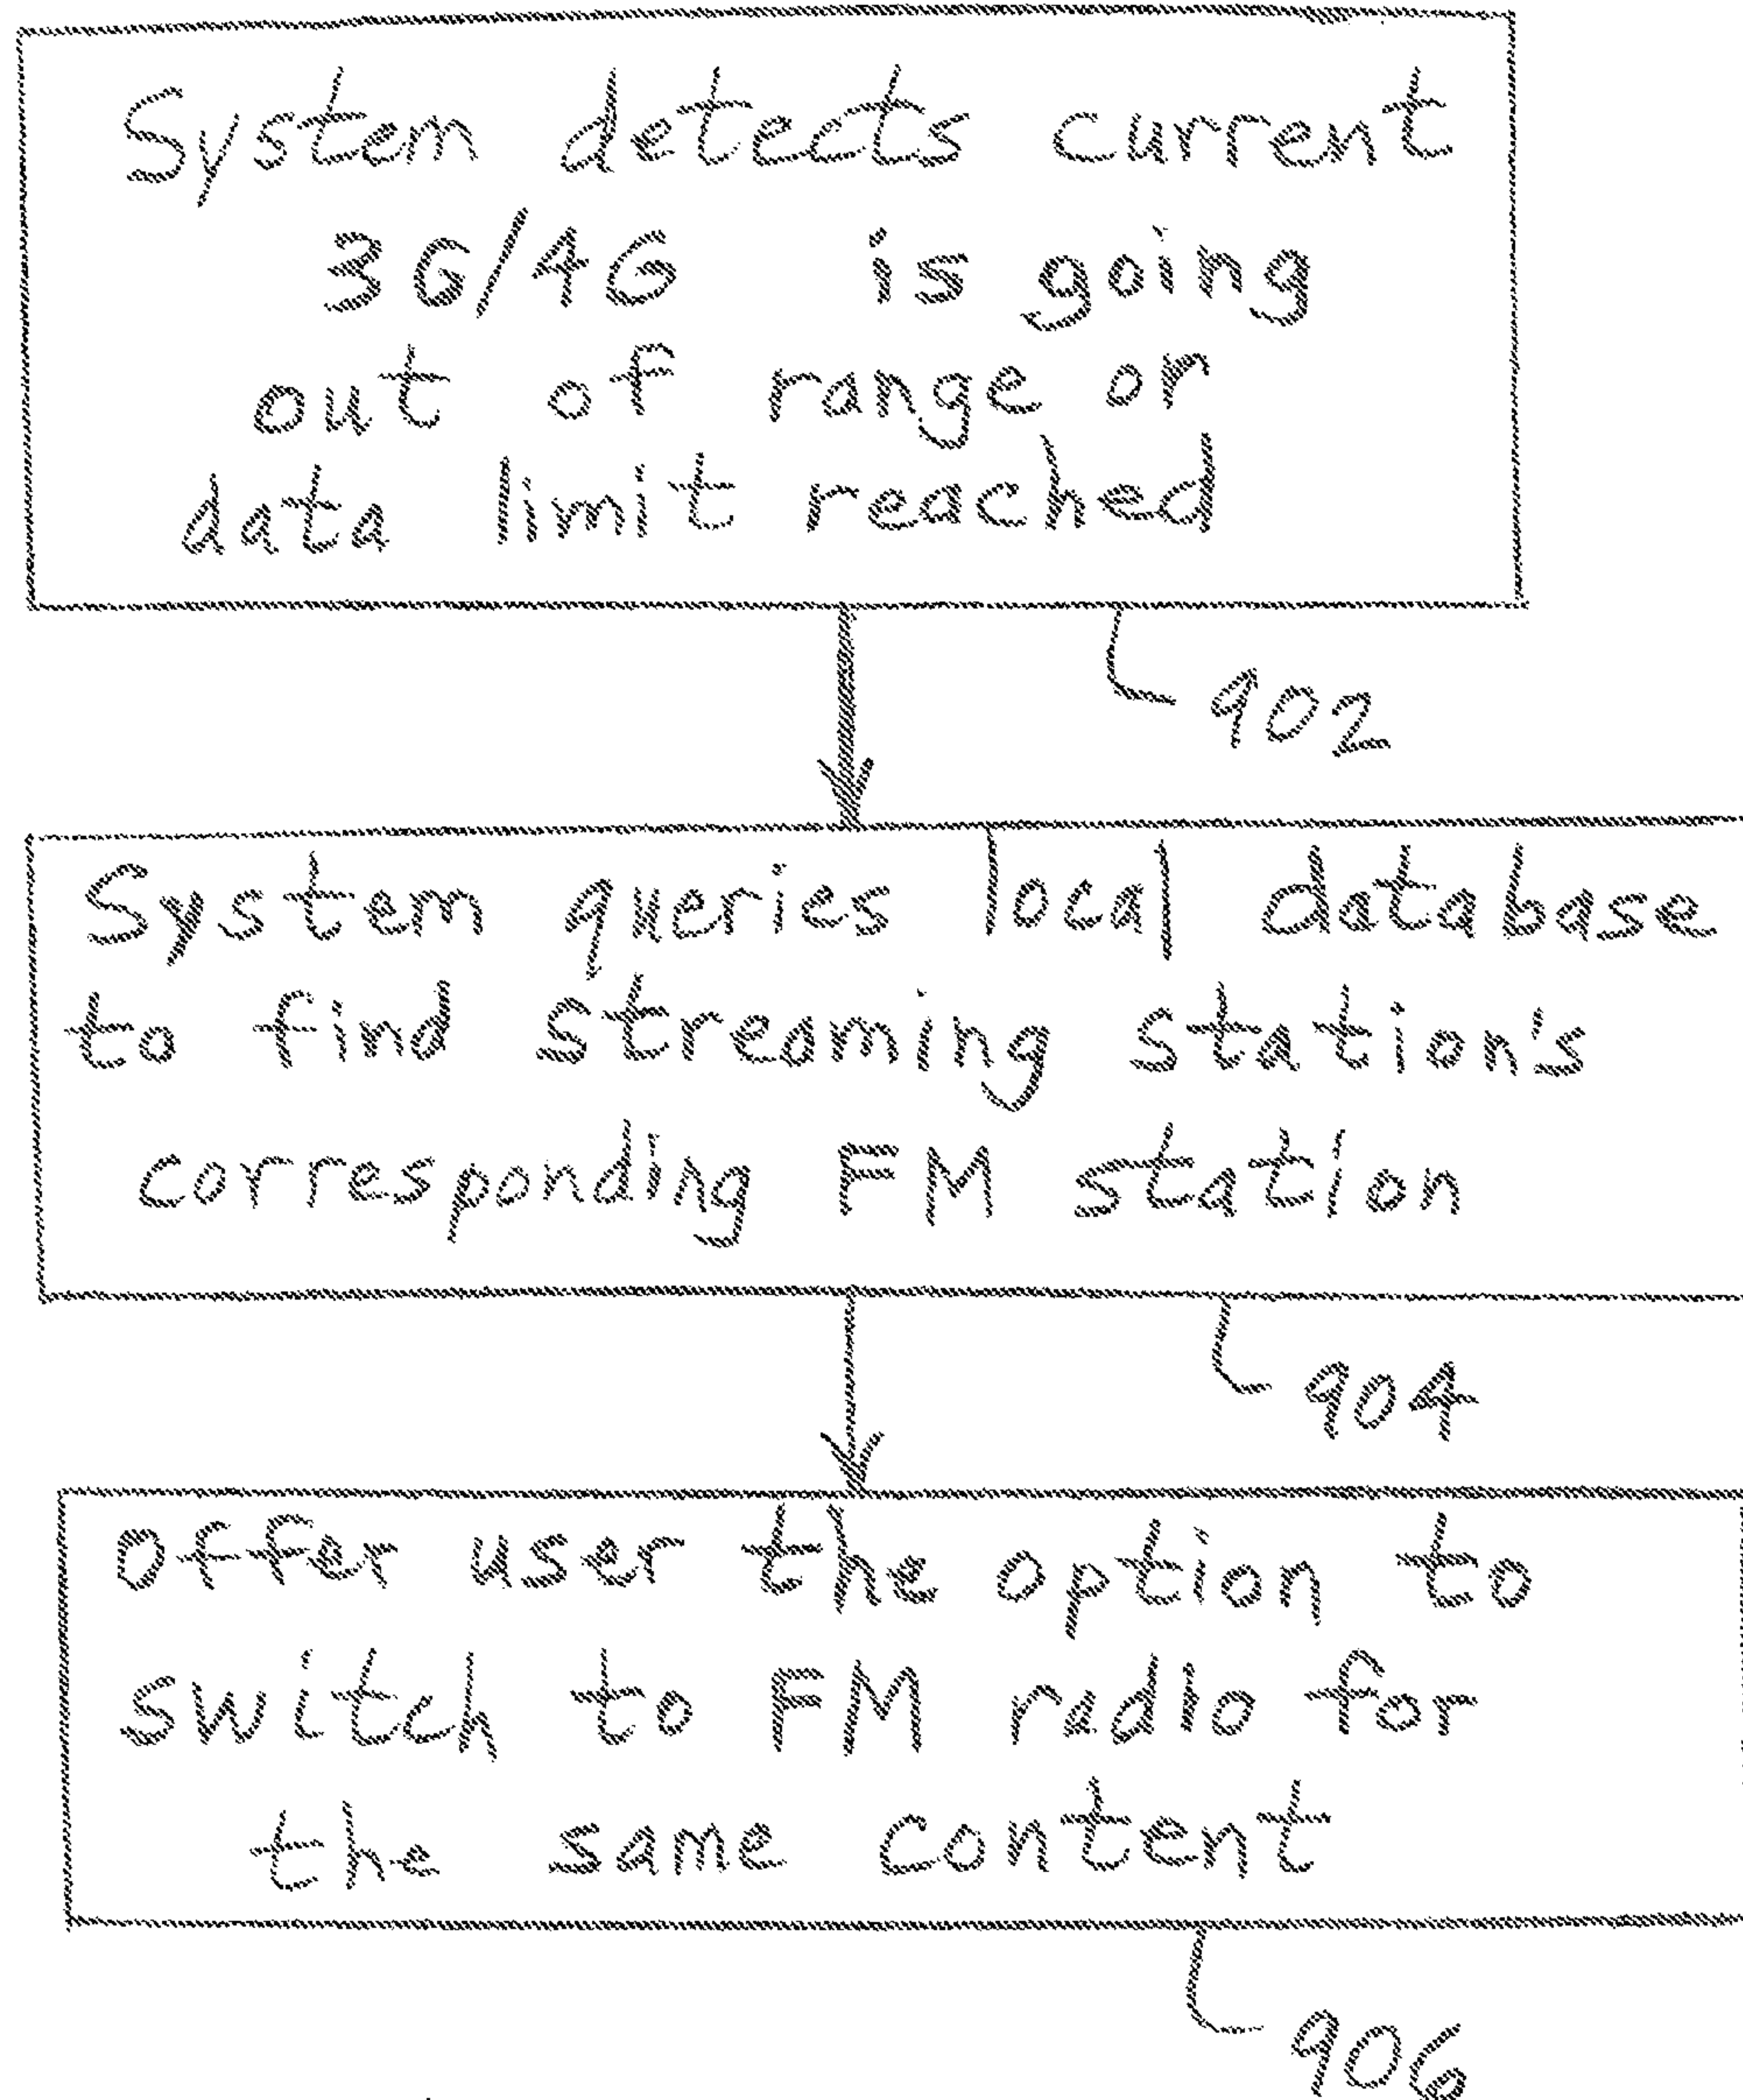 System detects current
3G/4G is going
out of range or
data limit reached
902
System queries local database
to find streaming station's
corresponding FM station
904
Offer user the option to
switch to FM radio for
the same content
906